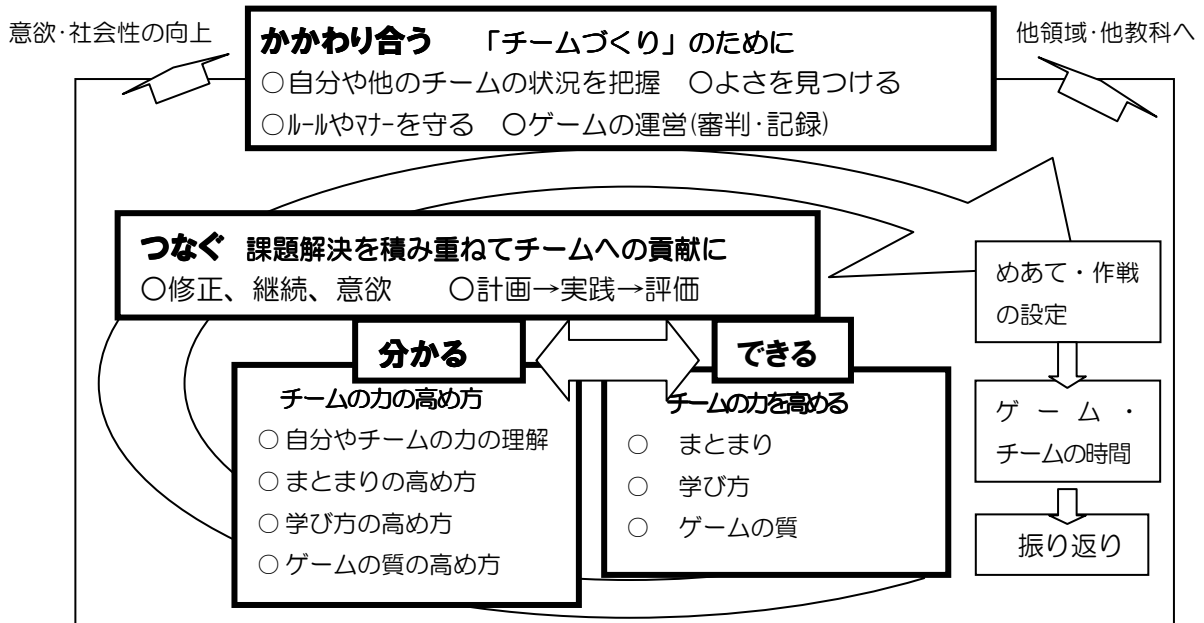 意欲･社会性の向上
他領域･他教科へ
かかわり合う 「チームづくり」のために
○自分や他のチームの状況を把握 ○よさを見つける
○ﾙｰﾙやﾏﾅｰを守る ○ゲームの運営(審判･記録)
つなぐ 課題解決を積み重ねてチームへの貢献に
○修正、継続、意欲 ○計画→実践→評価
分かる
チームの力の高め方
○自分やチームの力の理解
○まとまりの高め方
○学び方の高め方
○ゲームの質の高め方
できる
チームの力を高める
○ まとまり
○ 学び方
○ ゲームの質
めあて・作戦
の設定
ゲーム・
チームの時間
振り返り